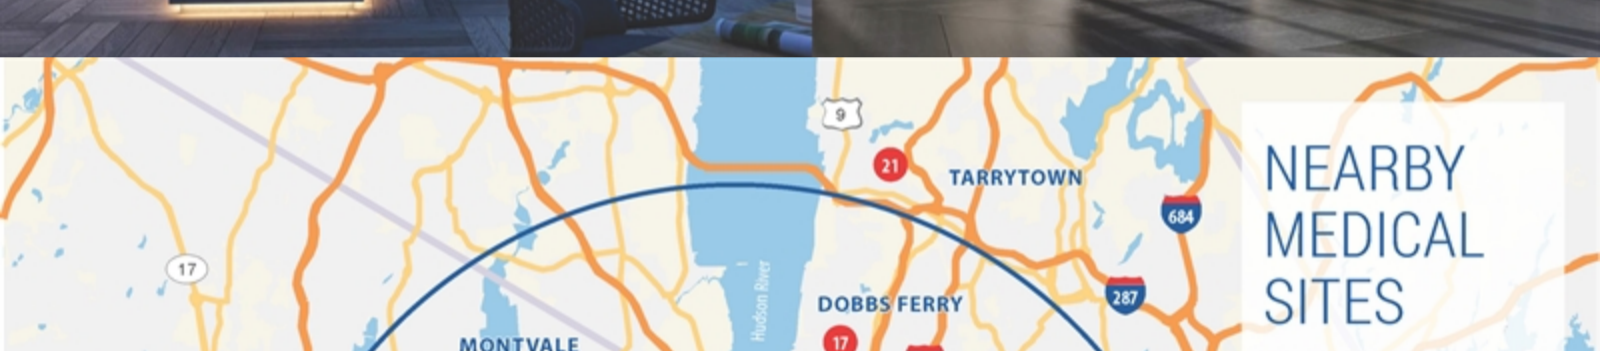 9
21
TARRYTOWN
684
NEARBY
MEDICAL
SITES
17
287
Hudson River
DOBBS FERRY
17
MONTVALE